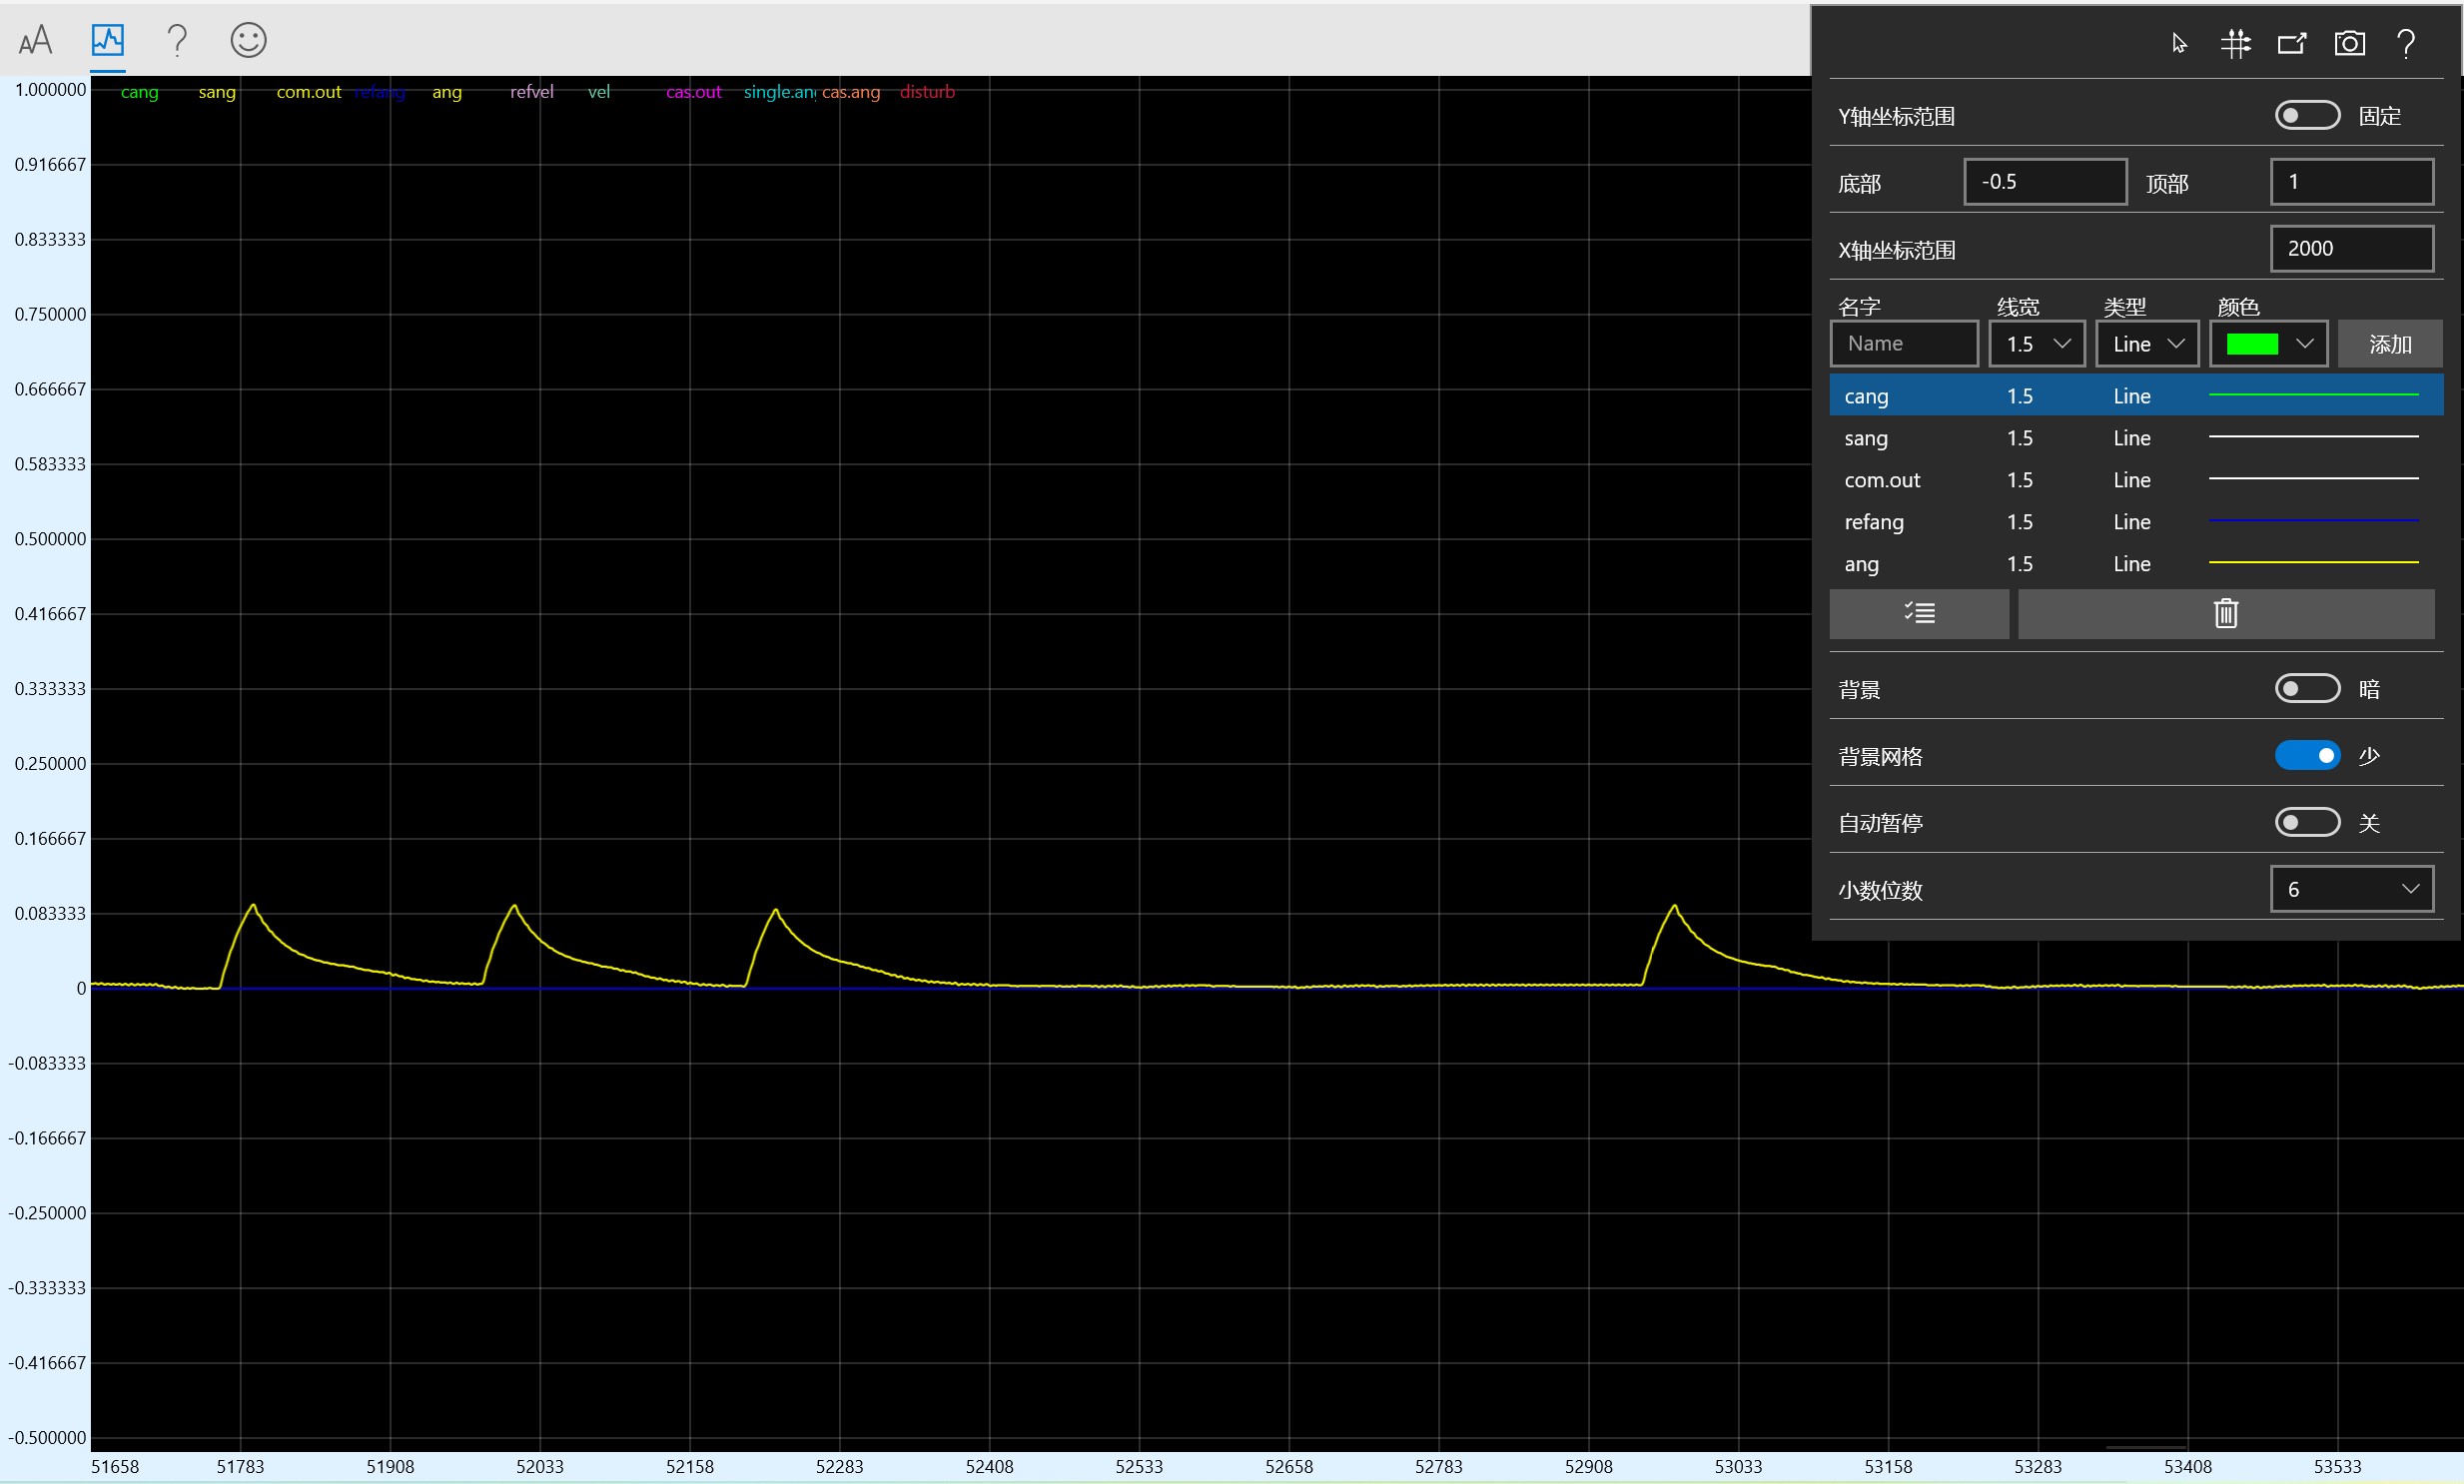 AA
1.000000 cang sang com.out refang ang refvel vel cas.out single.ang cas.ang disturb
0.916667
0.833333
0.750000
0.666667
0.583333
0.500000
0.416667
0.333333
0.250000
0.166667
0.083333
0
-0.083333
-0.166667
-0.250000
-0.333333
-0.416667
-0.500000
51658 51783 51908 52033 52158 52283 52408 52533 52658 52783 52908 53033 53158 53283 53408 53533
Y轴坐标范围 固定
底部 -0.5 顶部 1
X轴坐标范围 2000
名字 线宽 类型 颜色
Name 1.5 Line 添加
cang 1.5 Line
sang 1.5 Line
com.out 1.5 Line
refang 1.5 Line
ang 1.5 Line
背景 暗
背景网格 少
自动暂停 关
小数位数 6